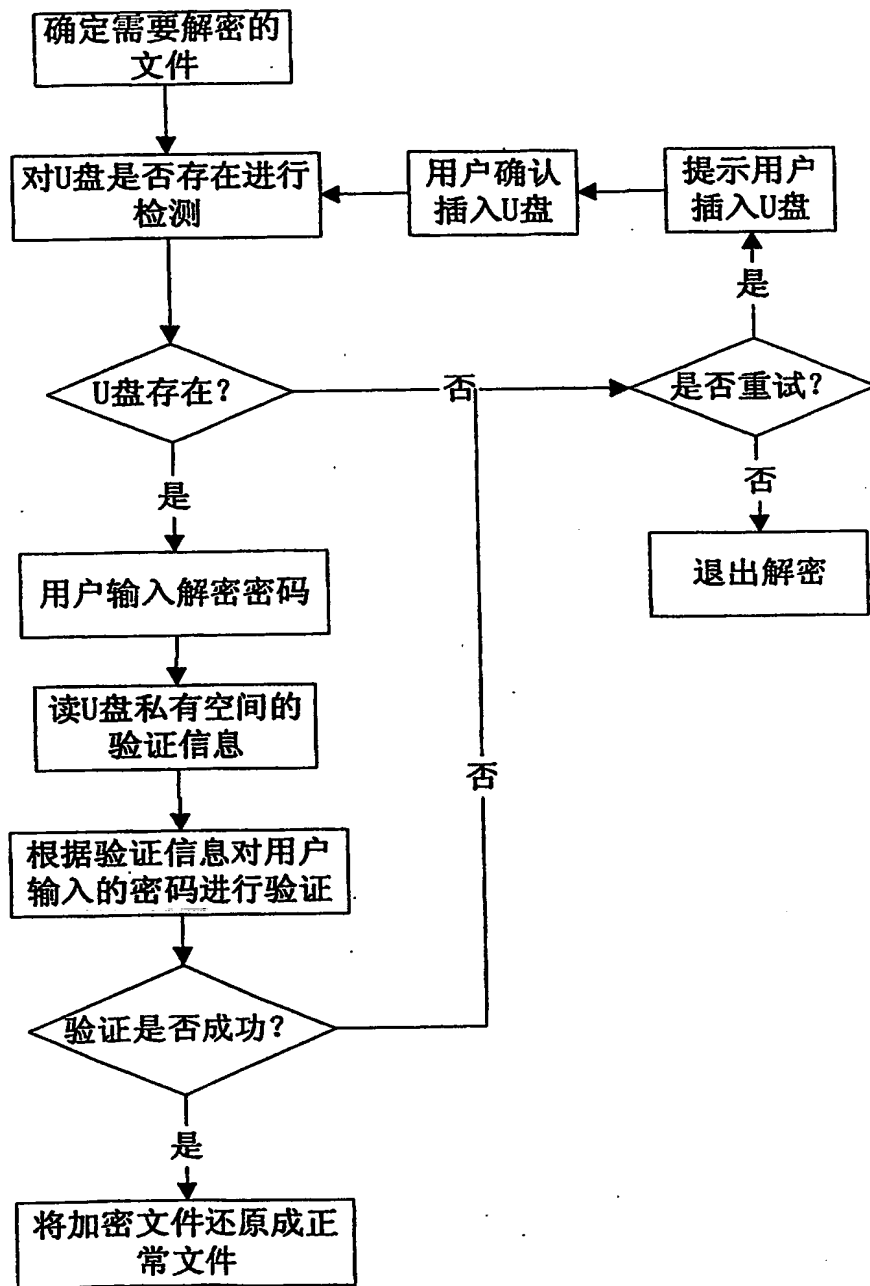 确定需要解密的
文件
对U盘是否存在进行
检测
用户确认
插入U盘
提示用户
插入U盘
是
U盘存在？
否
是否重试？
是
否
用户输入解密密码
退出解密
读U盘私有空间的
验证信息
否
根据验证信息对用户
输入的密码进行验证
验证是否成功？
是
将加密文件还原成正
常文件